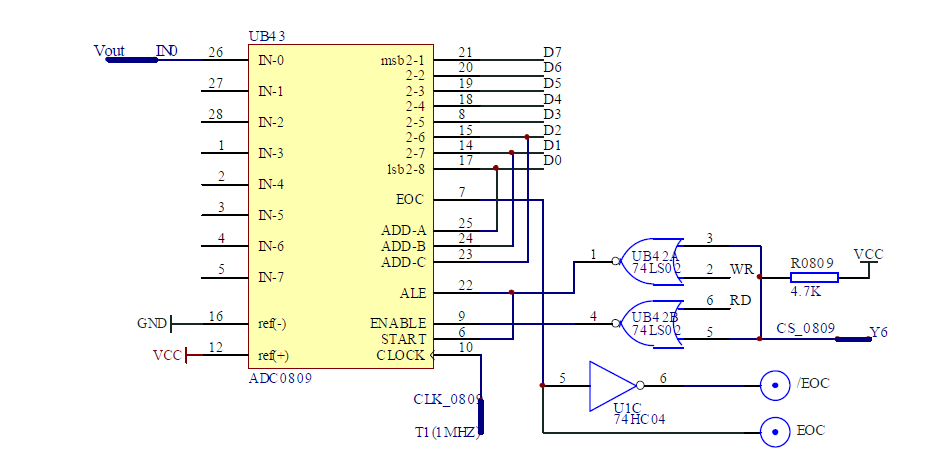 UB43
Vout IN0 26 IN-0 msb2-1 21 D7
2-2 20 D6
27 IN-1 2-3 19 D5
2-4 18 D4
28 IN-2 2-5 8 D3
2-6 15 D2
1 IN-3 2-7 14 D1
lsb2-8 17 D0
2 IN-4
EOC 7
3 IN-5
ADD-A 25
4 IN-6 ADD-B 24 3
ADD-C 23 1 UB42A VCC
5 IN-7 74LS02 2 WR R0809
ALE 22 4.7K
6 RD
GND 16 ref(-) ENABLE 9 4 UB42B
START 6 74LS02 5 CS_0809 Y6
VCC 12 ref(+) CLOCK 10
ADC0809 5 6 /EOC
CLK_0809
U1C
74HC04
T1(1MHZ) EOC